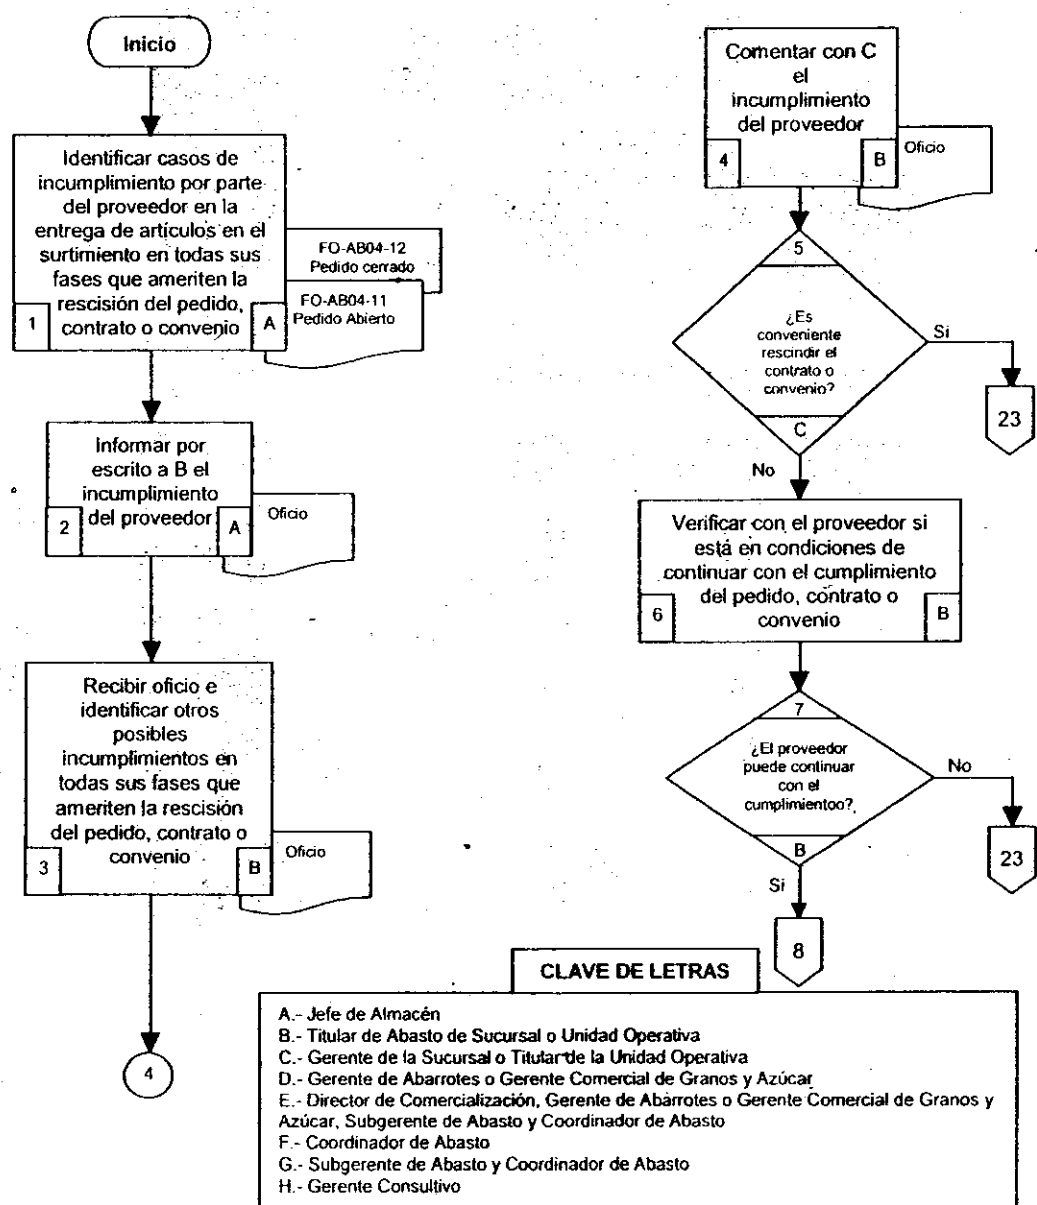 Inicio
Identificar casos de
incumplimiento por parte
del proveedor en la
entrega de artículos en el
surtimiento en todas sus
fases que ameriten la
rescisión del pedido,
contrato o convenio
1
A
FO-AB04-12
Pedido cerrado
FO-AB04-11
Pedido Abierto
Informar por
escrito a B el
incumplimiento
del proveedor
2
A
Oficio
Recibir oficio e
identificar otros
posibles
incumplimientos en
todas sus fases que
ameriten la rescisión
del pedido, contrato o
convenio
3
B
Oficio
4
Comentar con C
el
incumplimiento
del proveedor
4
B
Oficio
5
¿Es
conveniente
rescindir el
contrato o
convenio?
C
Si
23
No
Verificar con el proveedor si
está en condiciones de
continuar con el cumplimiento
del pedido, contrato o
convenio
6
B
7
¿El proveedor
puede continuar
con el
cumplimientoo?
B
No
23
Si
8
CLAVE DE LETRAS
A.- Jefe de Almacén
B.- Titular de Abasto de Sucursal o Unidad Operativa
C.- Gerente de la Sucursal o Titular de la Unidad Operativa
D.- Gerente de Abarrotes o Gerente Comercial de Granos y Azúcar
E.- Director de Comercialización, Gerente de Abarrotes o Gerente Comercial de Granos y
Azúcar, Subgerente de Abasto y Coordinador de Abasto
F.- Coordinador de Abasto
G.- Subgerente de Abasto y Coordinador de Abasto
H.- Gerente Consultivo